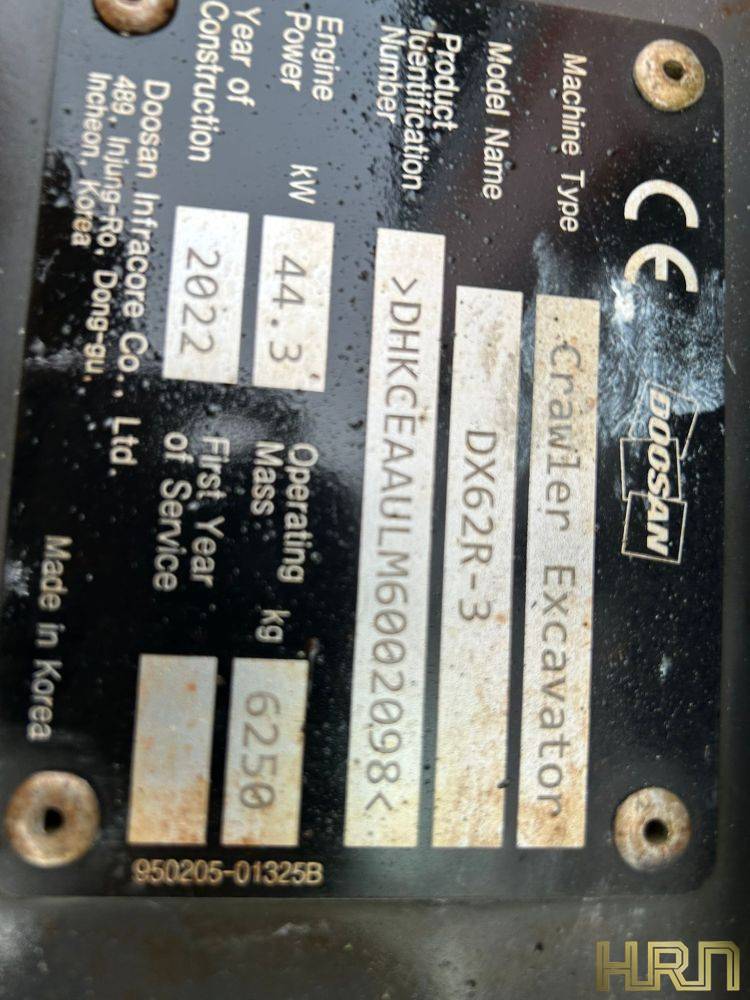 CE DOOSAN
Machine Type Crawler Excavator
Model Name DX62R-3
Product
Identification
Number >DHKCEAAULM6002098<
Engine
Power kW 44.3 Operating
Mass kg 6250
Year of
Construction 2022 First Year
of Service
Doosan Infracore Co., Ltd.
489, Injung-Ro, Dong-gu,
Incheon, Korea
Made in Korea
950205-01325B
HRN